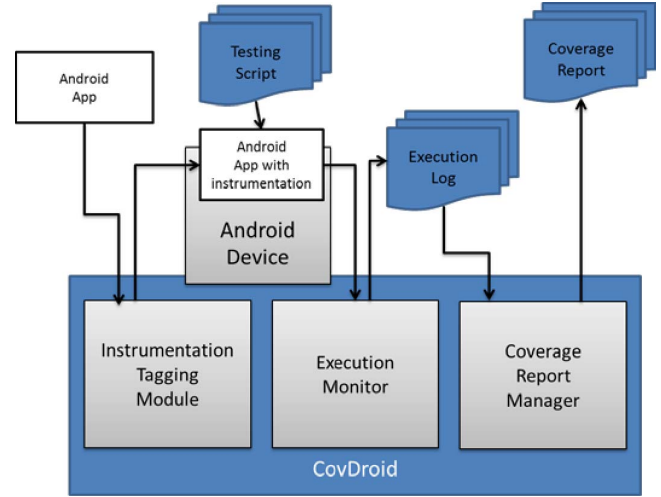 Testing
Script
Coverage
Report
Android
App
Android
App with
instrumentation
Execution
Log
Android
Device
Instrumentation
Tagging
Module
Execution
Monitor
Coverage
Report
Manager
CovDroid